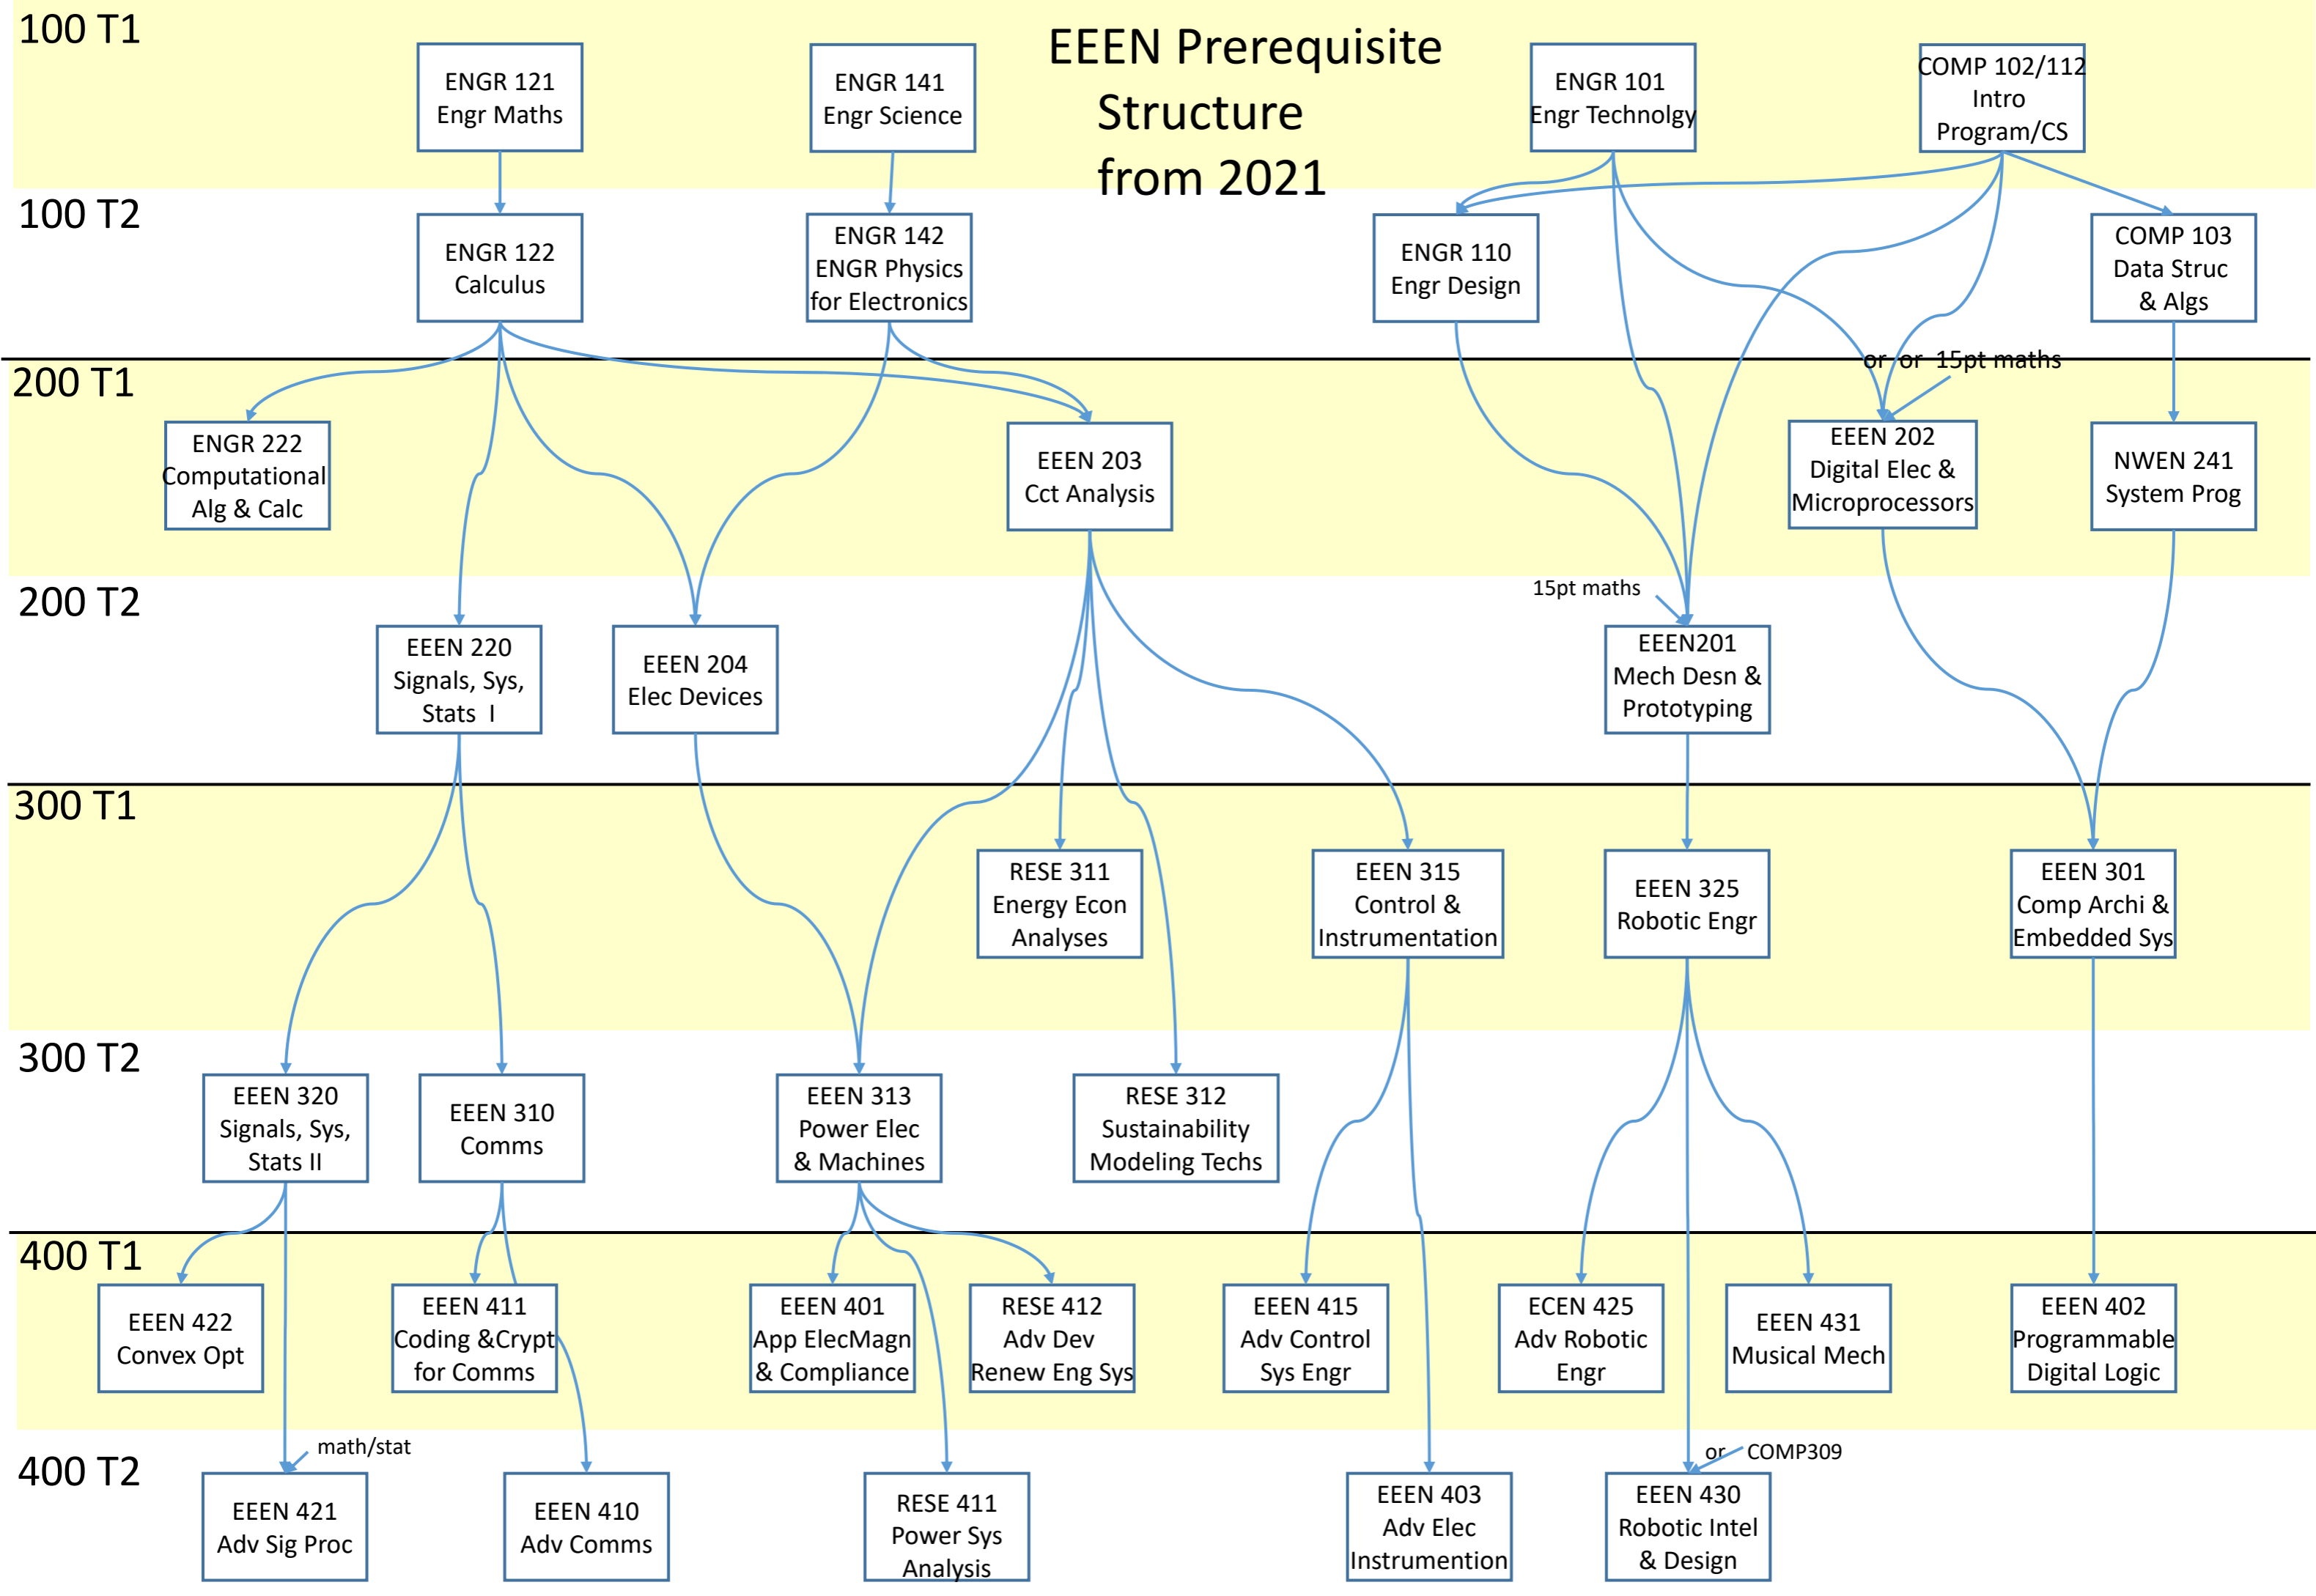 100 T1
EEEN Prerequisite
Structure
from 2021
ENGR 121
Engr Maths
ENGR 141
Engr Science
ENGR 101
Engr Technolgy
COMP 102/112
Intro
Program/CS
100 T2
ENGR 122
Calculus
ENGR 142
ENGR Physics
for Electronics
ENGR 110
Engr Design
COMP 103
Data Struc
& Algs
200 T1
or or 15pt maths
ENGR 222
Computational
Alg & Calc
EEEN 203
Cct Analysis
EEEN 202
Digital Elec &
Microprocessors
NWEN 241
System Prog
200 T2
15pt maths
EEEN 220
Signals, Sys,
Stats I
EEEN 204
Elec Devices
EEEN201
Mech Desn &
Prototyping
300 T1
RESE 311
Energy Econ
Analyses
EEEN 315
Control &
Instrumentation
EEEN 325
Robotic Engr
EEEN 301
Comp Archi &
Embedded Sys
300 T2
EEEN 320
Signals, Sys,
Stats II
EEEN 310
Comms
EEEN 313
Power Elec
& Machines
RESE 312
Sustainability
Modeling Techs
400 T1
EEEN 422
Convex Opt
EEEN 411
Coding &Crypt
for Comms
EEEN 401
App ElecMagn
& Compliance
RESE 412
Adv Dev
Renew Eng Sys
EEEN 415
Adv Control
Sys Engr
ECEN 425
Adv Robotic
Engr
EEEN 431
Musical Mech
EEEN 402
Programmable
Digital Logic
400 T2
math/stat
or COMP309
EEEN 421
Adv Sig Proc
EEEN 410
Adv Comms
RESE 411
Power Sys
Analysis
EEEN 403
Adv Elec
Instrumention
EEEN 430
Robotic Intel
& Design